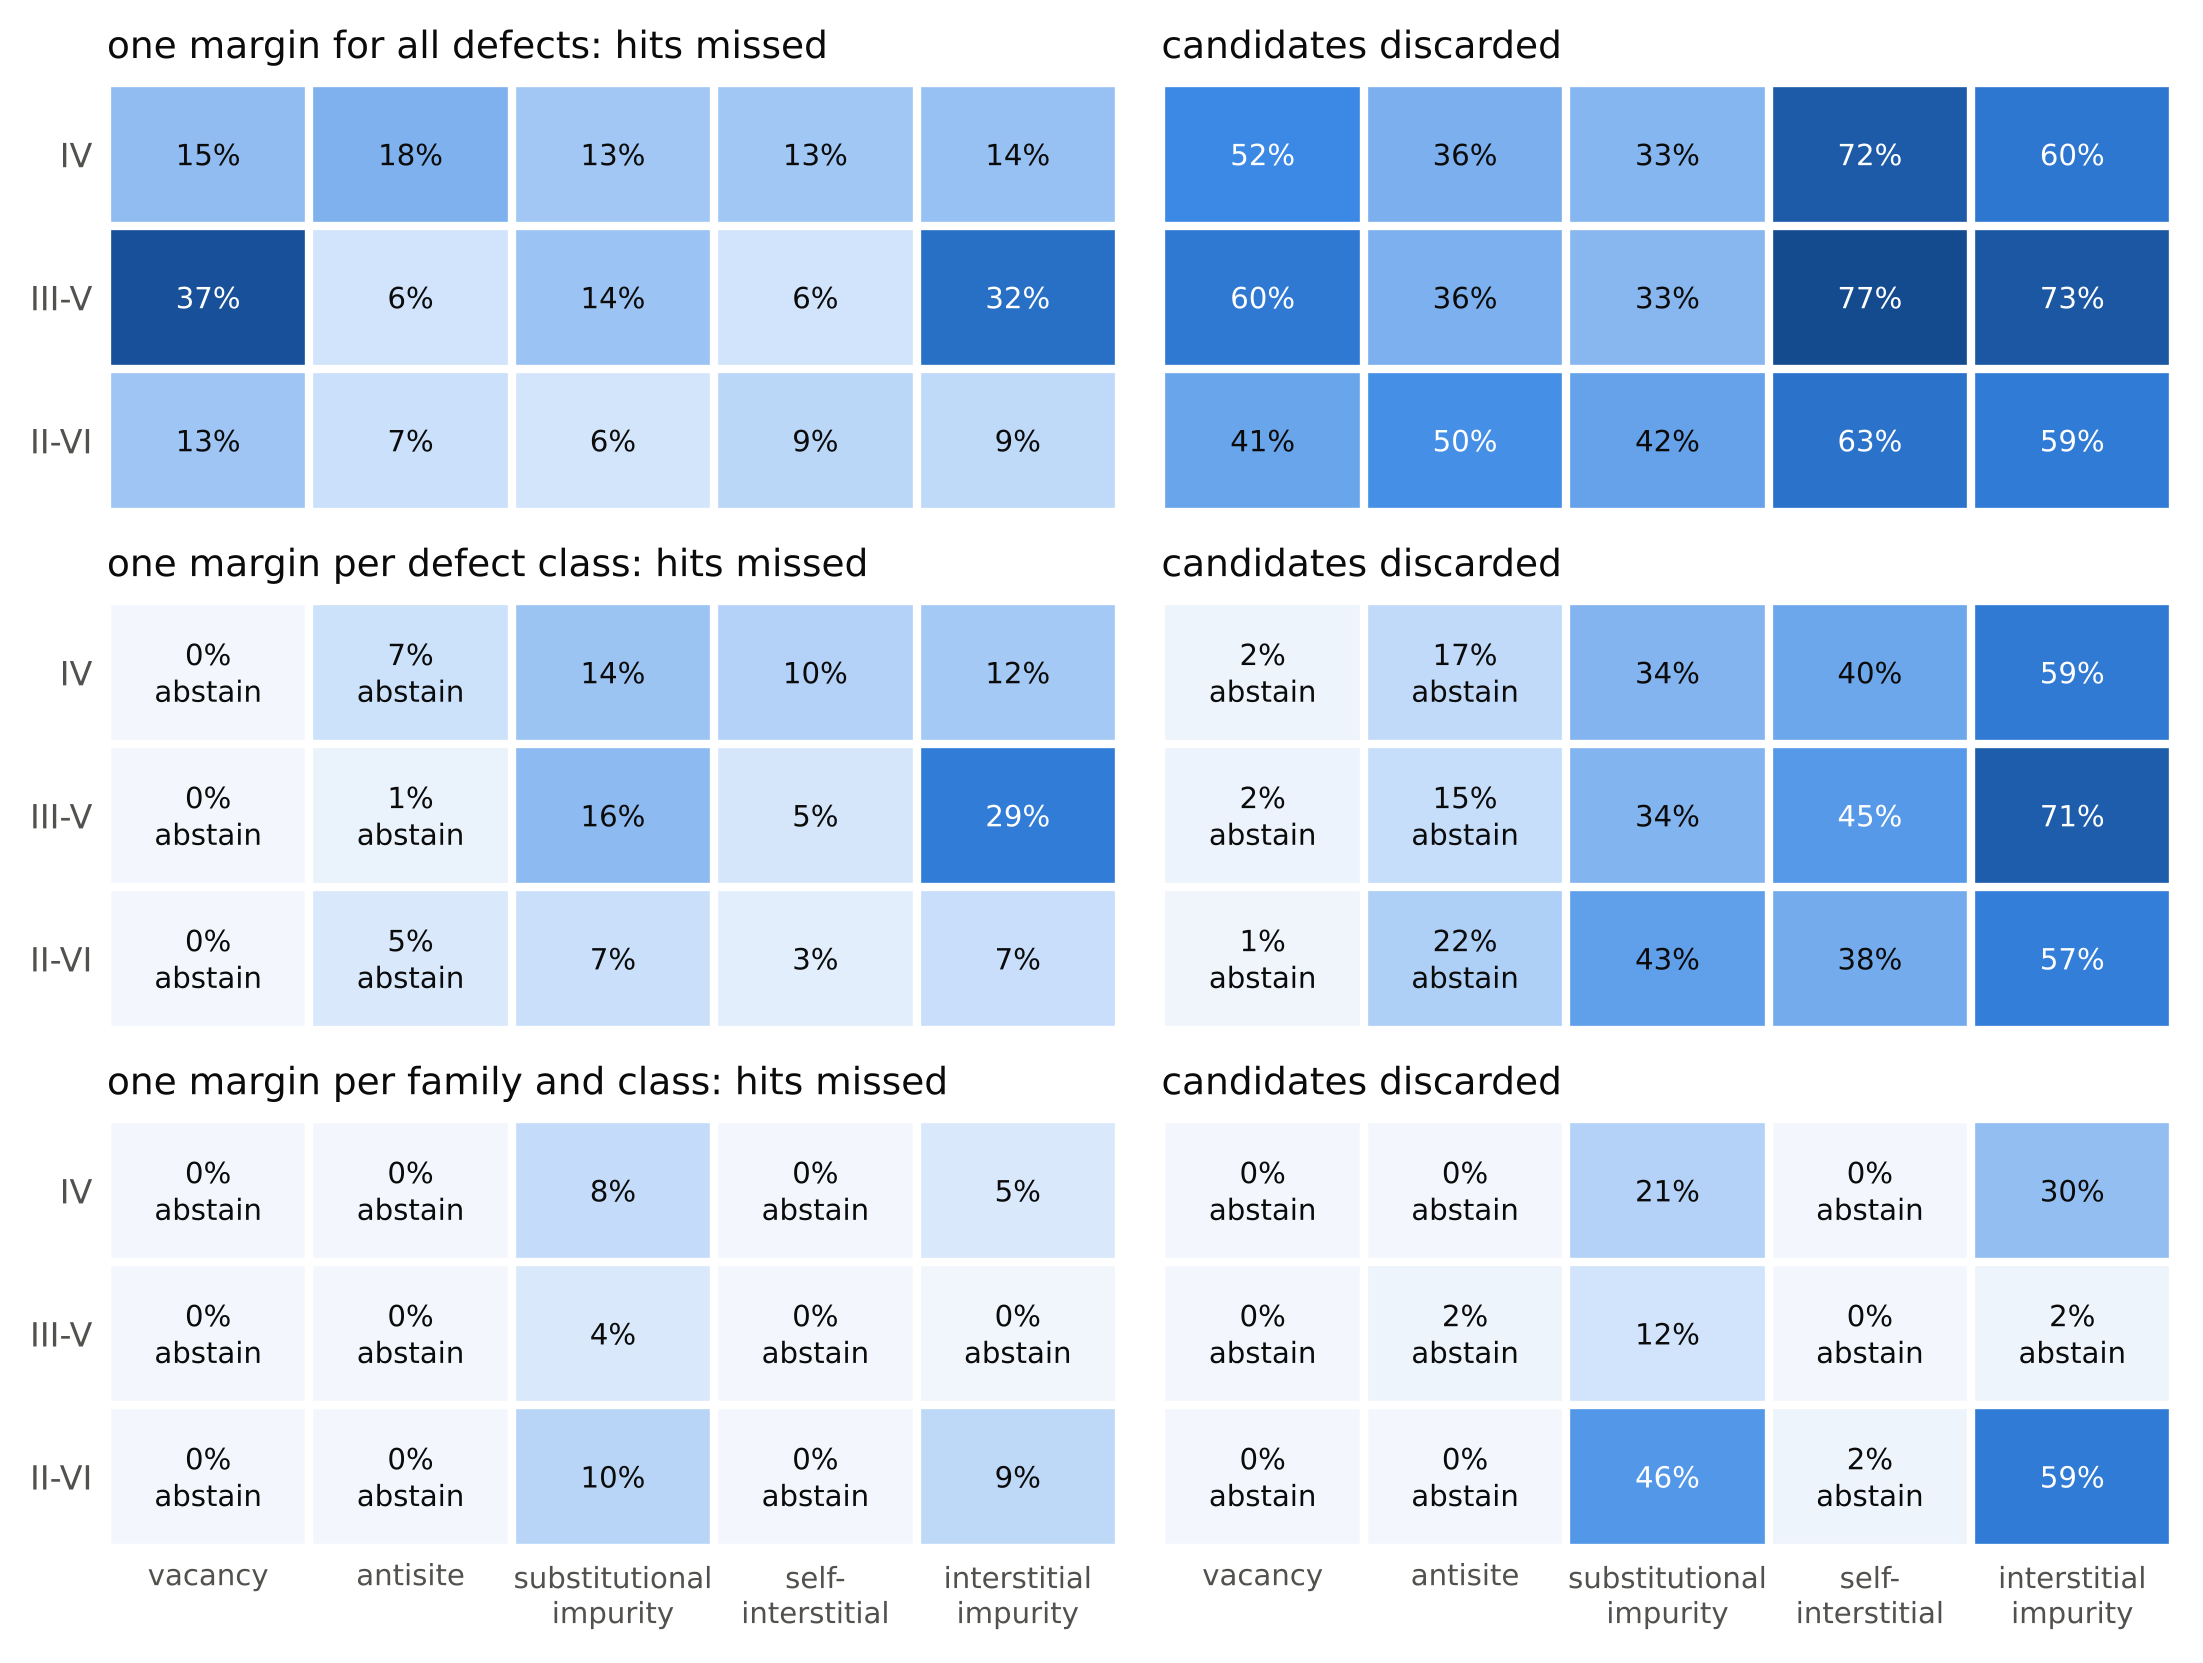 one margin for all defects: hits missed
candidates discarded
IV
15%
18%
13%
13%
14%
52%
36%
33%
72%
60%
III-V
37%
6%
14%
6%
32%
60%
36%
33%
77%
73%
II-VI
13%
7%
6%
9%
9%
41%
50%
42%
63%
59%
one margin per defect class: hits missed
candidates discarded
IV
0%
abstain
7%
abstain
14%
10%
12%
2%
abstain
17%
abstain
34%
40%
59%
III-V
0%
abstain
1%
abstain
16%
5%
29%
2%
abstain
15%
abstain
34%
45%
71%
II-VI
0%
abstain
5%
abstain
7%
3%
7%
1%
abstain
22%
abstain
43%
38%
57%
one margin per family and class: hits missed
candidates discarded
IV
0%
abstain
0%
abstain
8%
0%
abstain
5%
0%
abstain
0%
abstain
21%
0%
abstain
30%
III-V
0%
abstain
0%
abstain
4%
0%
abstain
0%
abstain
0%
abstain
2%
abstain
12%
0%
abstain
2%
abstain
II-VI
0%
abstain
0%
abstain
10%
0%
abstain
9%
0%
abstain
0%
abstain
46%
2%
abstain
59%
vacancy
antisite
substitutional
impurity
self-
interstitial
interstitial
impurity
vacancy
antisite
substitutional
impurity
self-
interstitial
interstitial
impurity